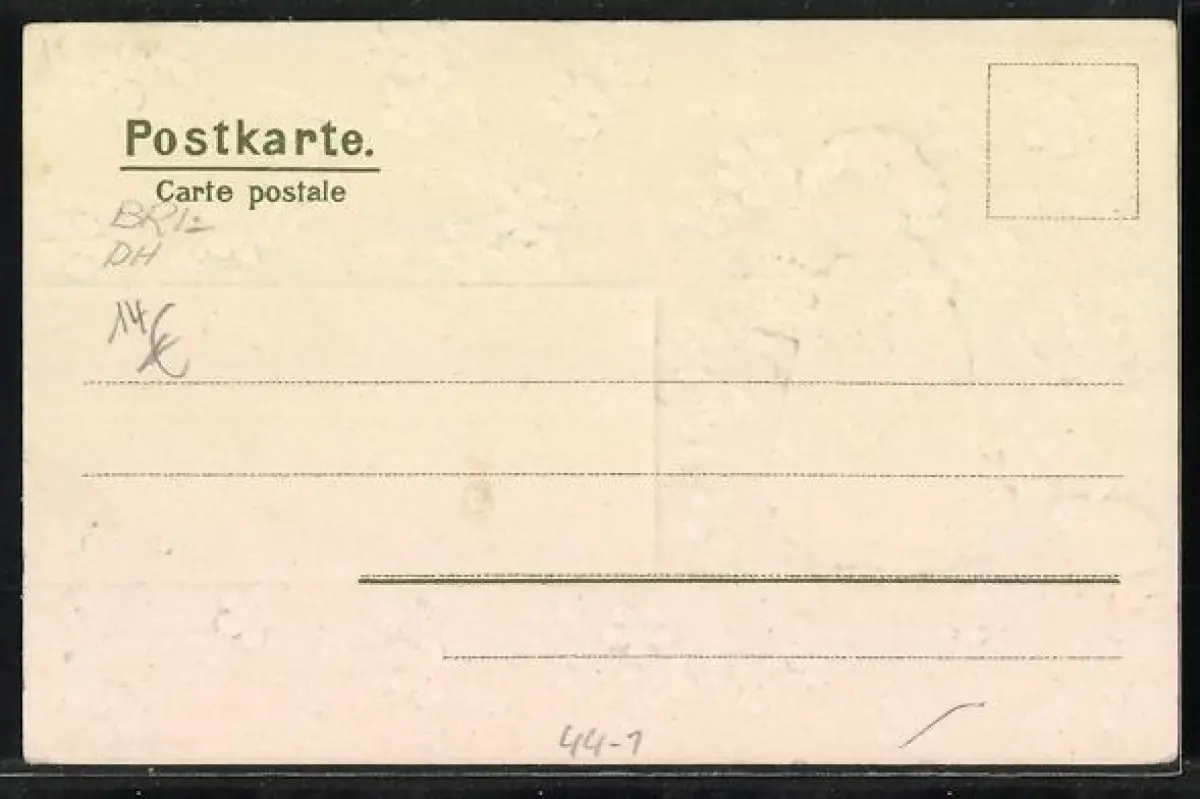 Postkarte.
Carte postale
BRI-
DH
14 €
44-1